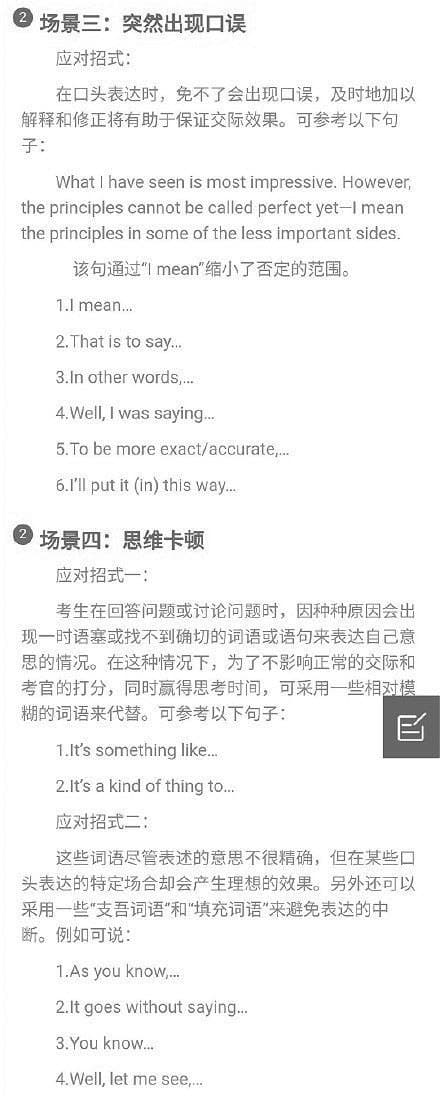 2 场景三：突然出现口误
应对招式：
在口头表达时，免不了会出现口误，及时地加以
解释和修正将有助于保证交际效果。可参考以下句
子：
What I have seen is most impressive. However,
the principles cannot be called perfect yet—I mean
the principles in some of the less important sides.
该句通过“I mean”缩小了否定的范围。
1.I mean...
2.That is to say...
3.In other words,...
4.Well, I was saying...
5.To be more exact/accurate,...
6.I’ll put it (in) this way...
2 场景四：思维卡顿
应对招式一：
考生在回答问题或讨论问题时，因种种原因会出
现一时语塞或找不到确切的词语或语句来表达自己意
思的情况。在这种情况下，为了不影响正常的交际和
考官的打分，同时赢得思考时间，可采用一些相对模
糊的词语来代替。可参考以下句子：
1.It’s something like...
2.It’s a kind of thing to...
应对招式二：
这些词语尽管表述的意思不很精确，但在某些口
头表达的特定场合却会产生理想的效果。另外还可以
采用一些“支吾词语”和“填充词语”来避免表达的中
断。例如可说：
1.As you know,...
2.It goes without saying...
3.You know...
4.Well, let me see,...